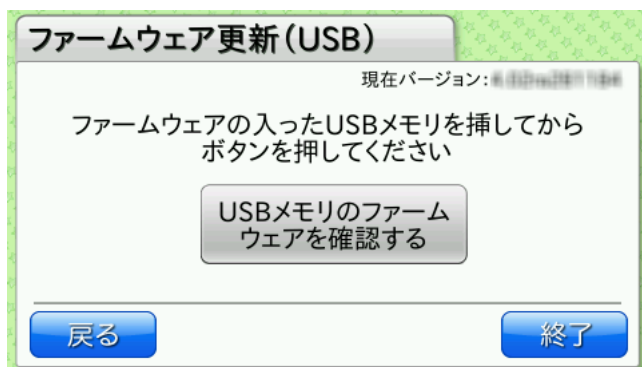 ファームウェア更新(USB)
現在バージョン:
ファームウェアの入ったUSBメモリを挿してから
ボタンを押してください
USBメモリのファーム
ウェアを確認する
戻る
終了